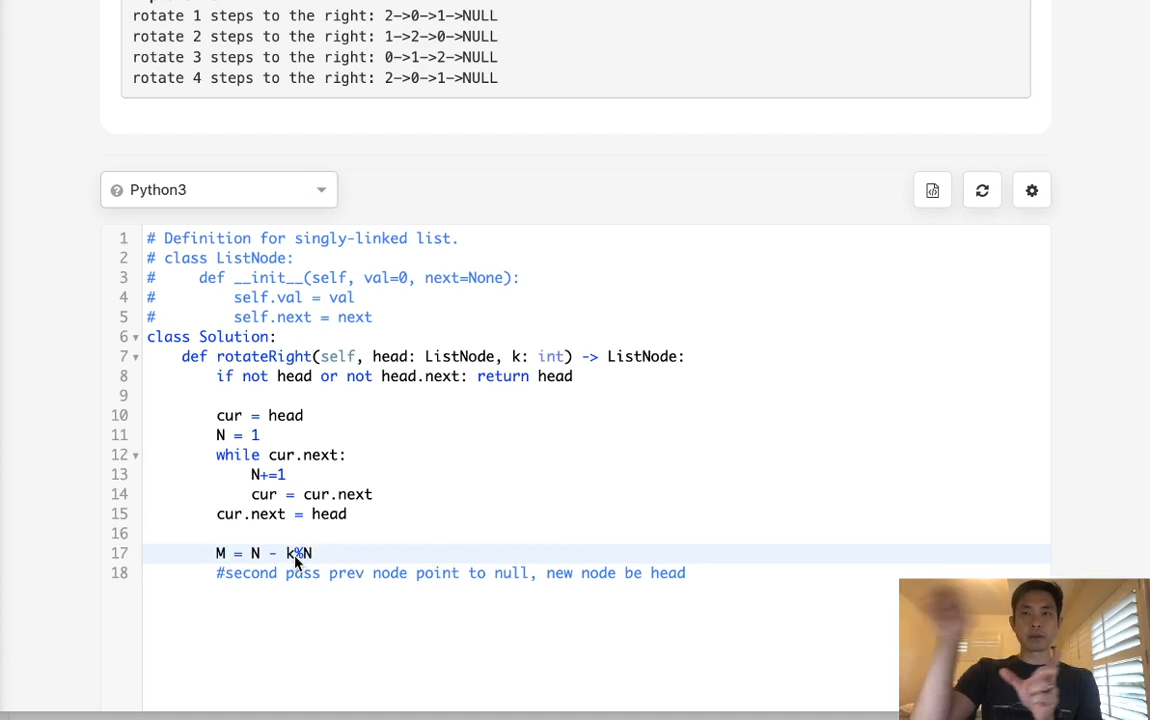 rotate 1 steps to the right: 2->0->1->NULL
rotate 2 steps to the right: 1->2->0->NULL
rotate 3 steps to the right: 0->1->2->NULL
rotate 4 steps to the right: 2->0->1->NULL
Python3
1 # Definition for singly-linked list.
2 # class ListNode:
3 #     def __init__(self, val=0, next=None):
4 #         self.val = val
5 #         self.next = next
6 class Solution:
7     def rotateRight(self, head: ListNode, k: int) -> ListNode:
8         if not head or not head.next: return head
9
10         cur = head
11         N = 1
12         while cur.next:
13             N+=1
14             cur = cur.next
15         cur.next = head
16
17         M = N - k%N
18         #second pass prev node point to null, new node be head